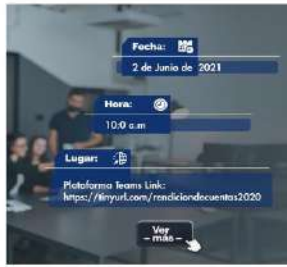 Fecha:
2 de Junio de 2021
Hora:
10:0 a.m
Lugar:
Plataforma Teams Link:
https://tinyurl.com/rendiciondecuentas2020
Ver
– más –